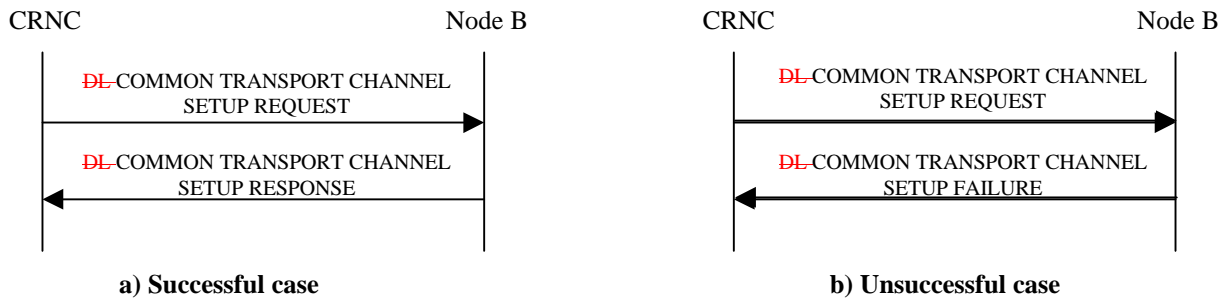 CRNC Node B
DL COMMON TRANSPORT CHANNEL
SETUP REQUEST
DL COMMON TRANSPORT CHANNEL
SETUP RESPONSE
a) Successful case
CRNC Node B
DL COMMON TRANSPORT CHANNEL
SETUP REQUEST
DL COMMON TRANSPORT CHANNEL
SETUP FAILURE
b) Unsuccessful case